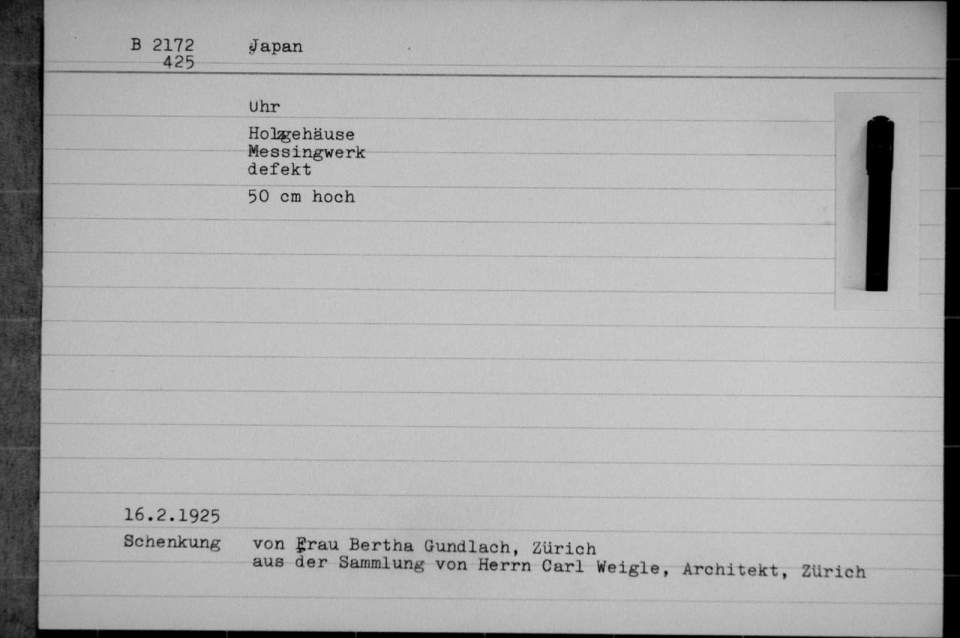 B 2172 Japan
425
Uhr
Holzgehäuse
Messingwerk
defekt
50 cm hoch
16.2.1925
Schenkung von Frau Bertha Gundlach, Zürich
aus der Sammlung von Herrn Carl Weigle, Architekt, Zürich